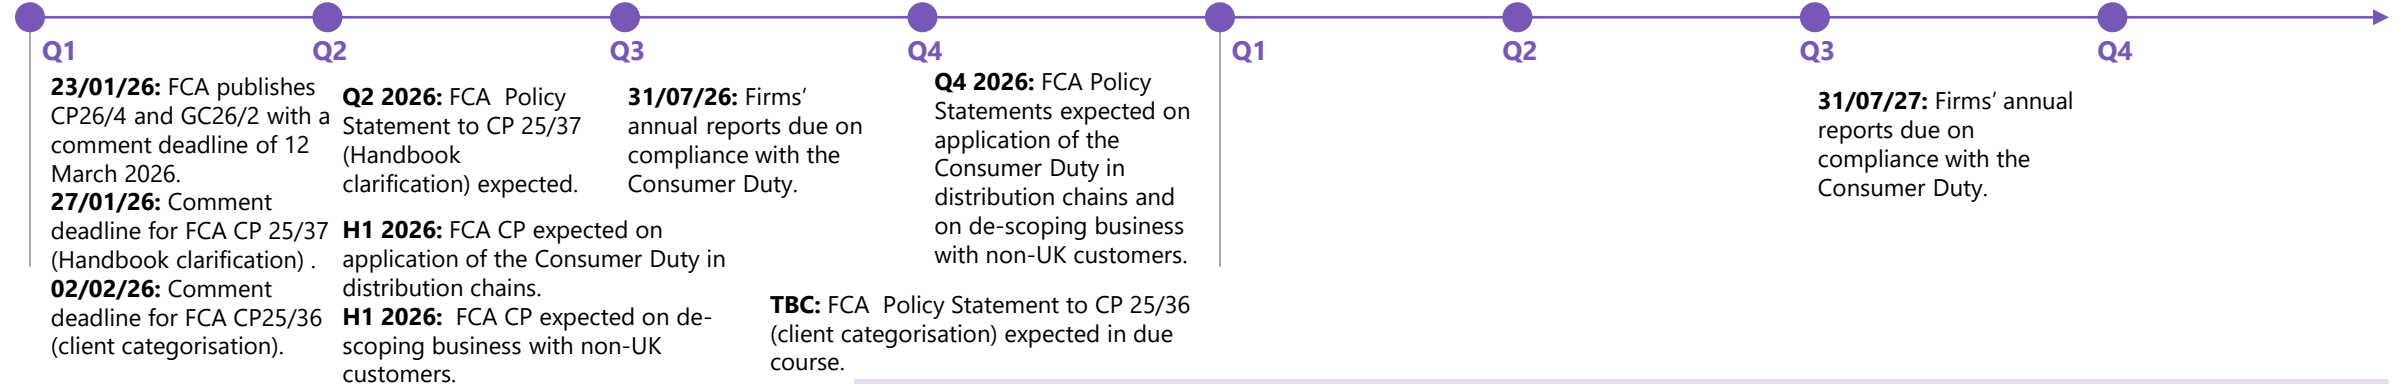 Q1
Q2
Q3
Q4
Q1
Q2
Q3
Q4
23/01/26: FCA publishes
CP26/4 and GC26/2 with a
comment deadline of 12
March 2026.
27/01/26: Comment
deadline for FCA CP 25/37
(Handbook clarification) .
02/02/26: Comment
deadline for FCA CP25/36
(client categorisation).
Q2 2026: FCA  Policy
Statement to CP 25/37
(Handbook
clarification) expected.
H1 2026: FCA CP expected on
application of the Consumer Duty in
distribution chains.
H1 2026:  FCA CP expected on de-
scoping business with non-UK
customers.
31/07/26: Firms’
annual reports due on
compliance with the
Consumer Duty.
Q4 2026: FCA Policy
Statements expected on
application of the
Consumer Duty in
distribution chains and
on de-scoping business
with non-UK customers.
TBC: FCA  Policy Statement to CP 25/36
(client categorisation) expected in due
course.
31/07/27: Firms’ annual
reports due on
compliance with the
Consumer Duty.